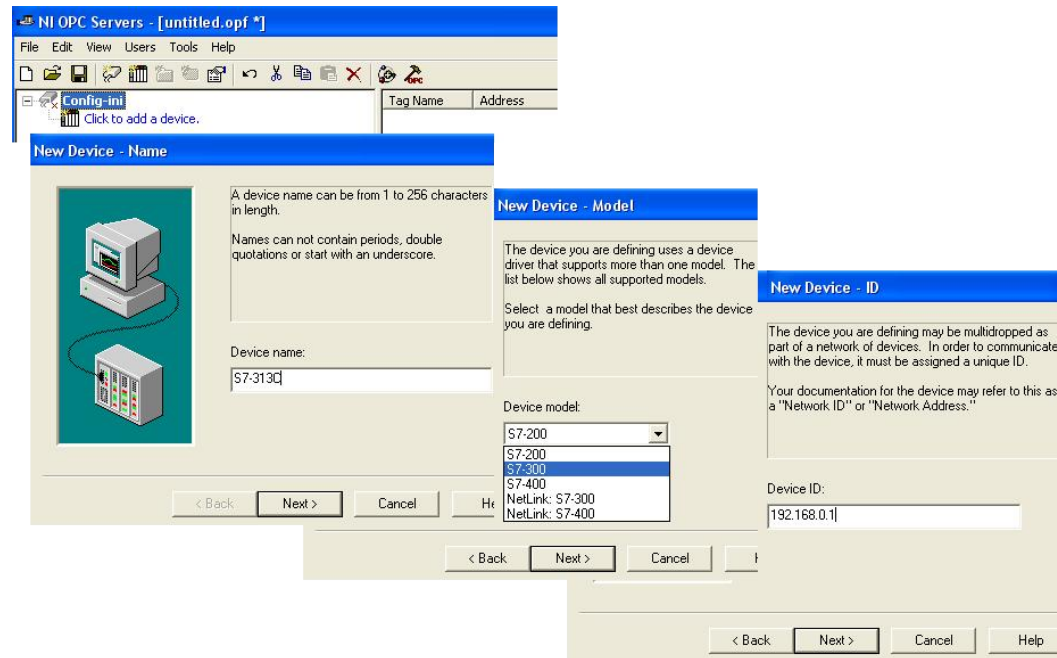 NI OPC Servers - [untitled.opf *]
File Edit View Users Tools Help
Config-ini
Click to add a device.
Tag Name Address
New Device - Name
A device name can be from 1 to 256 characters
in length.
Names can not contain periods, double
quotations or start with an underscore.
Device name:
S7-313C
< Back Next > Cancel He
New Device - Model
The device you are defining uses a device
driver that supports more than one model. The
list below shows all supported models.
Select a model that best describes the device
you are defining.
Device model:
S7-200
S7-200
S7-300
S7-400
NetLink: S7-300
NetLink: S7-400
< Back Next > Cancel
New Device - ID
The device you are defining may be multidropped as
part of a network of devices. In order to communicate
with the device, it must be assigned a unique ID.
Your documentation for the device may refer to this as
a "Network ID" or "Network Address."
Device ID:
192.168.0.1
< Back Next > Cancel Help